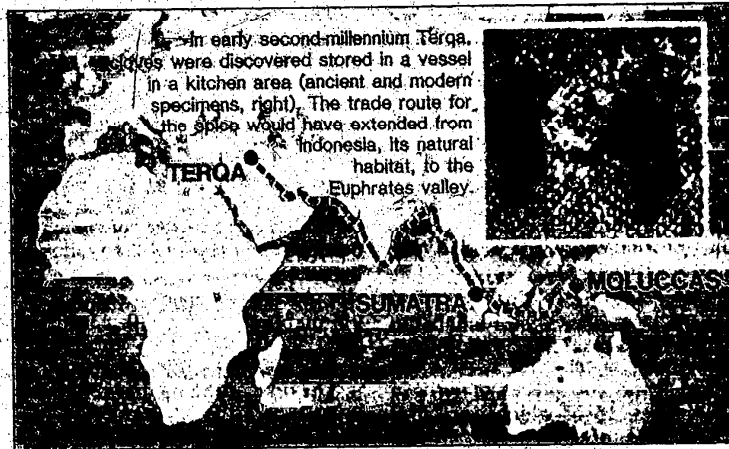 In early second-millennium Terqa,
cloves were discovered stored in a vessel
in a kitchen area (ancient and modern
specimens, right). The trade route for
the spice would have extended from
Indonesia, its natural
habitat, to the
Euphrates valley.
TERQA
MOLUCCAS
SUMATRA